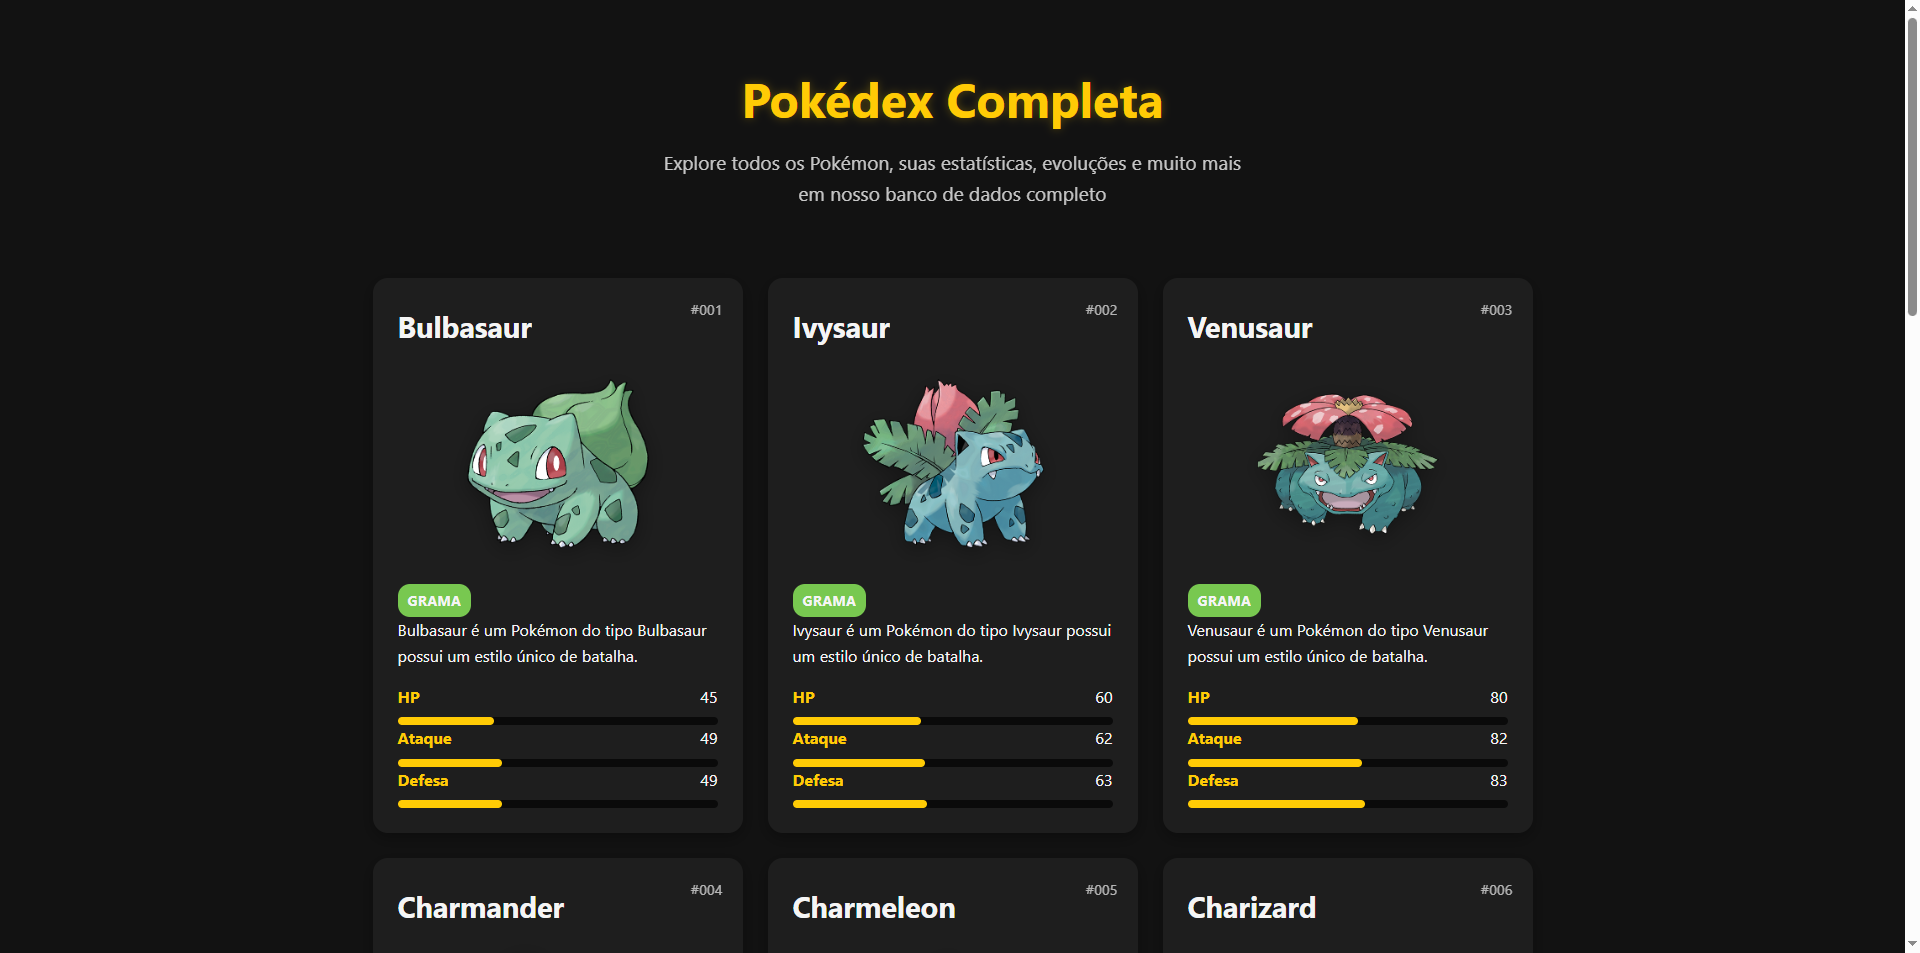 Pokédex Completa
Explore todos os Pokémon, suas estatísticas, evoluções e muito mais
em nosso banco de dados completo
#001
Bulbasaur
GRAMA
Bulbasaur é um Pokémon do tipo Bulbasaur
possui um estilo único de batalha.
HP 45
Ataque 49
Defesa 49
#002
Ivysaur
GRAMA
Ivysaur é um Pokémon do tipo Ivysaur possui
um estilo único de batalha.
HP 60
Ataque 62
Defesa 63
#003
Venusaur
GRAMA
Venusaur é um Pokémon do tipo Venusaur
possui um estilo único de batalha.
HP 80
Ataque 82
Defesa 83
#004
Charmander
#005
Charmeleon
#006
Charizard